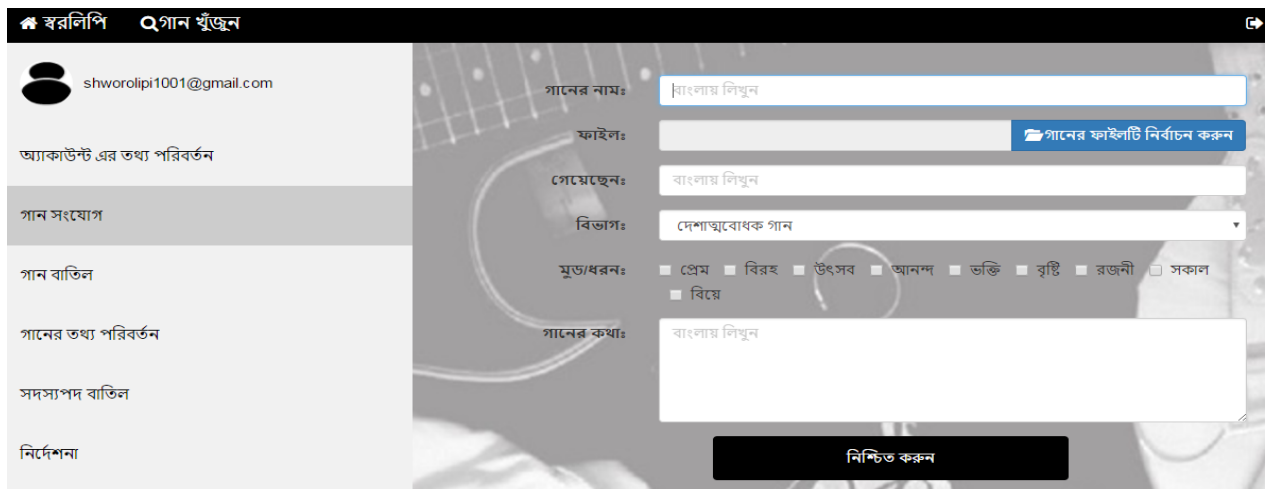 স্বরলিপি গান খুঁজুন
shworolipi1001@gmail.com
অ্যাকাউন্ট এর তথ্য পরিবর্তন
গান সংযোগ
গান বাতিল
গানের তথ্য পরিবর্তন
সদস্যপদ বাতিল
নির্দেশনা
গানের নামঃ বাংলায় লিখুন
ফাইলঃ গানের ফাইলটি নির্বাচন করুন
গেয়েছেনঃ বাংলায় লিখুন
বিভাগঃ দেশাত্মবোধক গান
মুড/ধরনঃ প্রেম বিরহ উৎসব আনন্দ ভক্তি বৃষ্টি রজনী সকাল
বিয়ে
গানের কথাঃ বাংলায় লিখুন
নিশ্চিত করুন